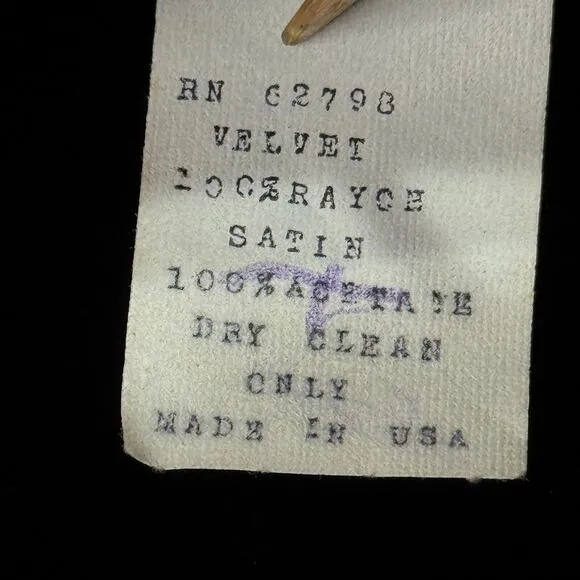 RN 62798
VELVET
100%RAYON
SATIN
100%ACETATE
DRY CLEAN
ONLY
MADE IN USA